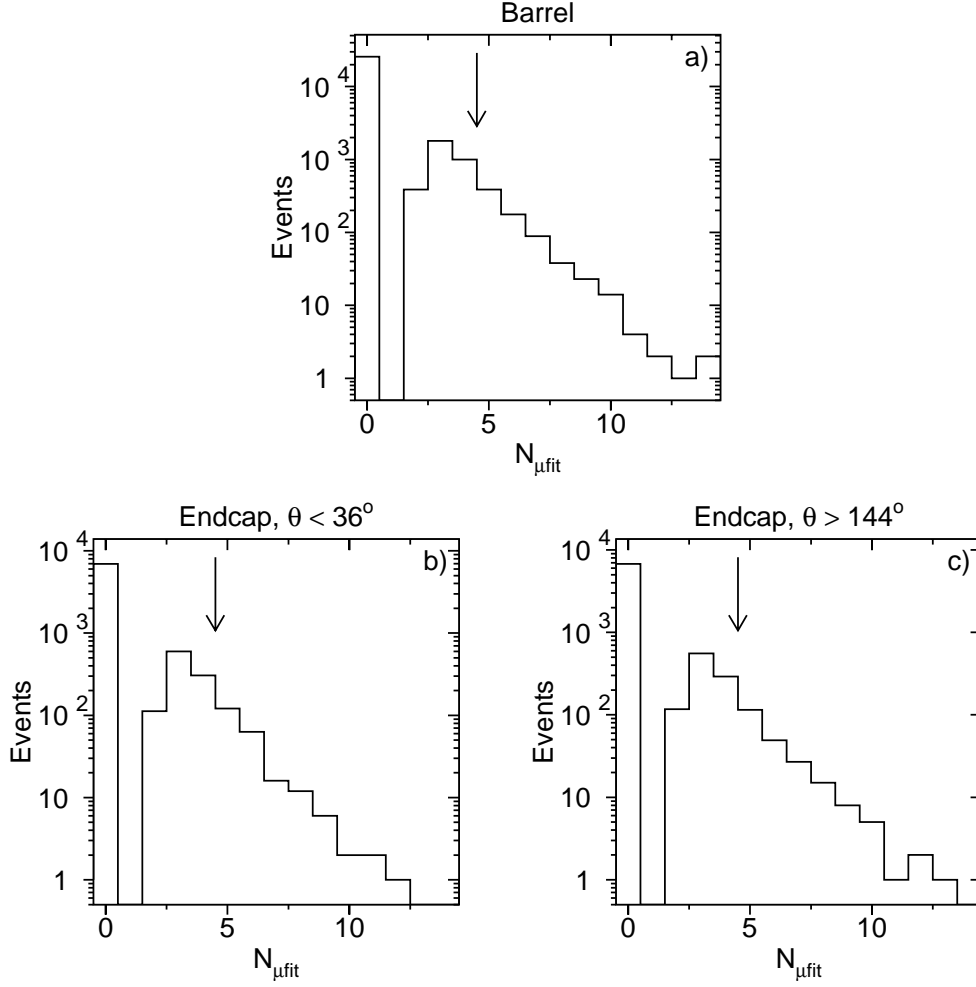 Barrel
a)
10⁴
10³
10²
10
1
Events
0 5 10
N_μfit
Endcap, θ < 36°
b)
10⁴
10³
10²
10
1
Events
0 5 10
N_μfit
Endcap, θ > 144°
c)
10⁴
10³
10²
10
1
Events
0 5 10
N_μfit